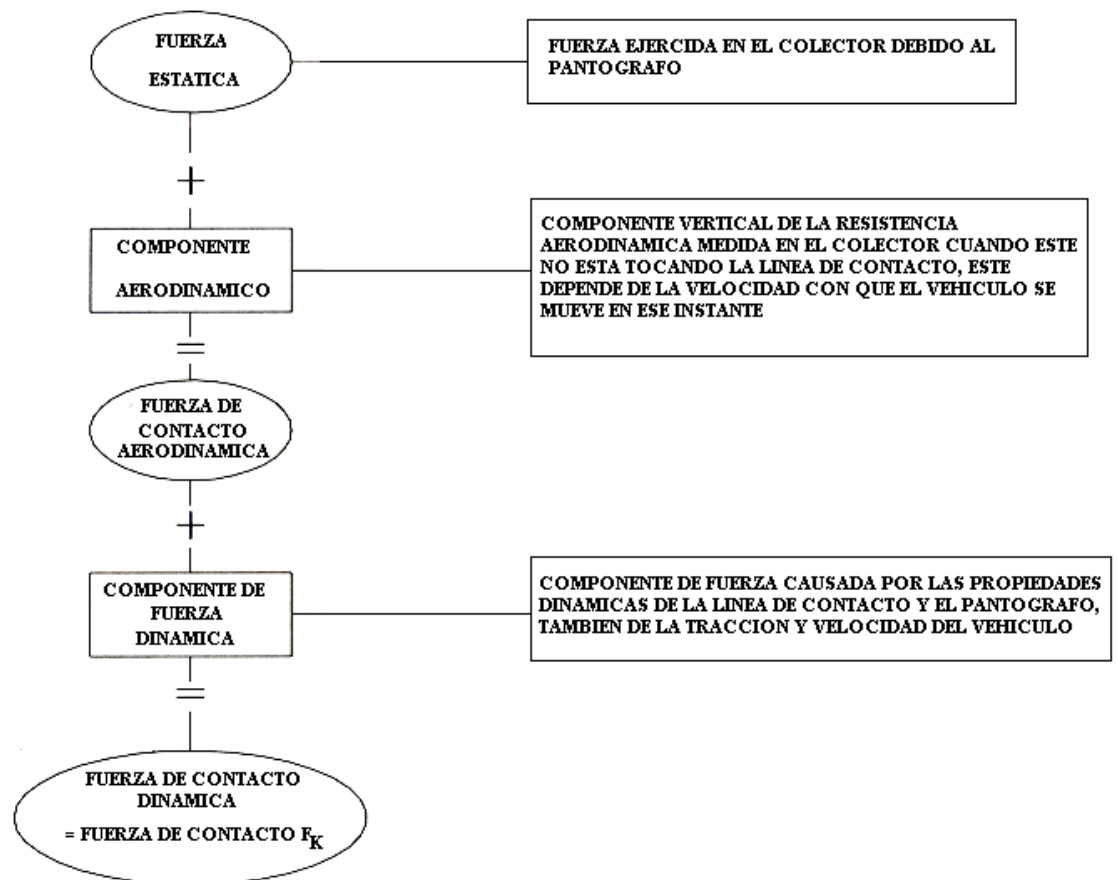 FUERZA
ESTATICA
FUERZA EJERCIDA EN EL COLECTOR DEBIDO AL
PANTOGRAFO
+
COMPONENTE
AERODINAMICO
COMPONENTE VERTICAL DE LA RESISTENCIA
AERODINAMICA MEDIDA EN EL COLECTOR CUANDO ESTE
NO ESTA TOCANDO LA LINEA DE CONTACTO, ESTE
DEPENDE DE LA VELOCIDAD CON QUE EL VEHICULO SE
MUEVE EN ESE INSTANTE
=
FUERZA DE
CONTACTO
AERODINAMICA
+
COMPONENTE DE
FUERZA
DINAMICA
COMPONENTE DE FUERZA CAUSADA POR LAS PROPIEDADES
DINAMICAS DE LA LINEA DE CONTACTO Y EL PANTOGRAFO,
TAMBIEN DE LA TRACCION Y VELOCIDAD DEL VEHICULO
=
FUERZA DE CONTACTO
DINAMICA
= FUERZA DE CONTACTO F_K